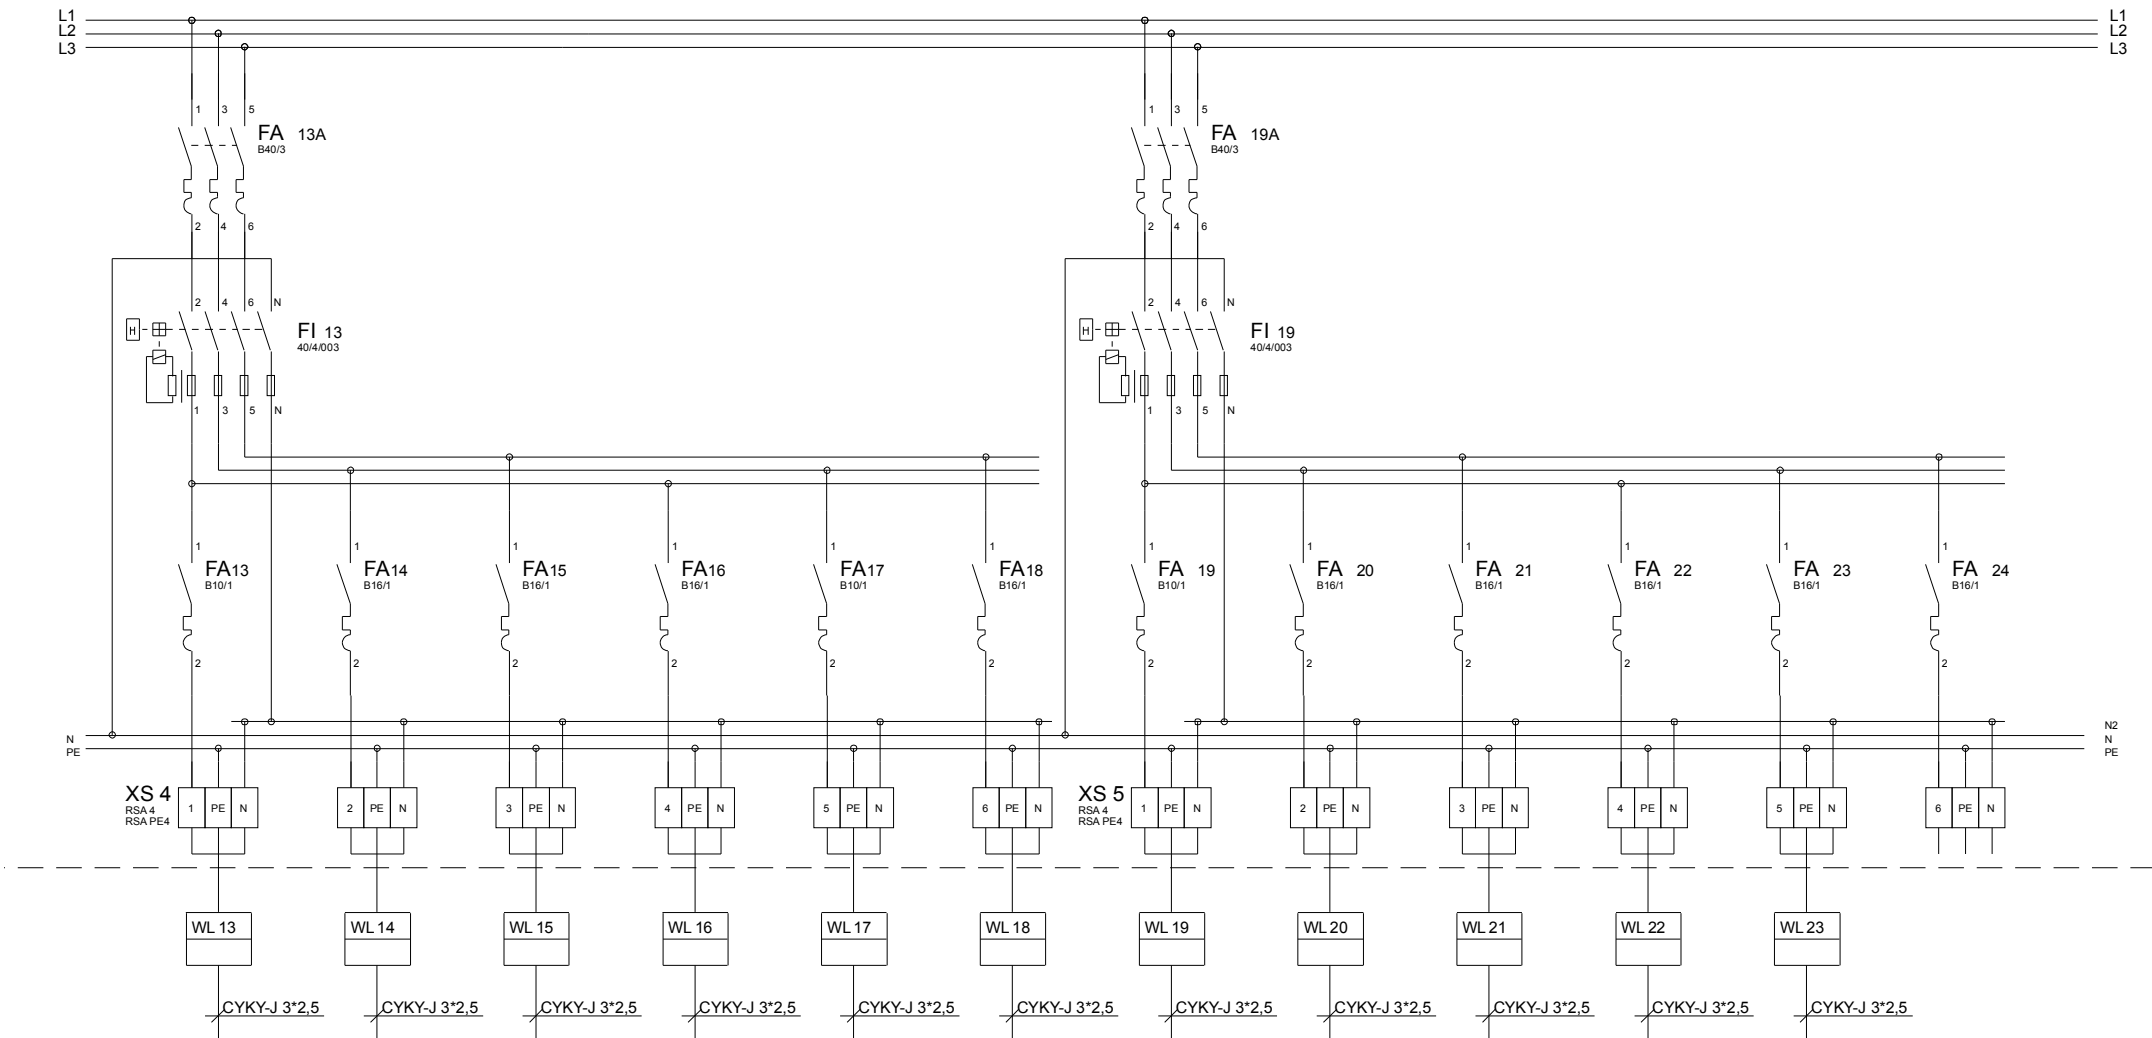 L1 L1
L2 L2
L3 L3
1 3 5 1 3 5
FA 13A FA 19A
B40/3 B40/3
2 4 6 2 4 6
2 4 6 N 2 4 6 N
H FI 13 H FI 19
40/4/003 40/4/003
1 3 5 N 1 3 5 N
1 1 1 1 1 1 1 1 1 1 1 1
FA13 FA14 FA15 FA16 FA17 FA18 FA 19 FA 20 FA 21 FA 22 FA 23 FA 24
B10/1 B16/1 B16/1 B16/1 B10/1 B16/1 B10/1 B16/1 B16/1 B16/1 B16/1 B16/1
2 2 2 2 2 2 2 2 2 2 2 2
N2
N N
PE PE
XS 4 XS 5
RSA 4 RSA 4
RSA PE4 RSA PE4
1 PE N 2 PE N 3 PE N 4 PE N 5 PE N 6 PE N 1 PE N 2 PE N 3 PE N 4 PE N 5 PE N 6 PE N
WL 13 WL 14 WL 15 WL 16 WL 17 WL 18 WL 19 WL 20 WL 21 WL 22 WL 23
CYKY-J 3*2,5 CYKY-J 3*2,5 CYKY-J 3*2,5 CYKY-J 3*2,5 CYKY-J 3*2,5 CYKY-J 3*2,5 CYKY-J 3*2,5 CYKY-J 3*2,5 CYKY-J 3*2,5 CYKY-J 3*2,5 CYKY-J 3*2,5